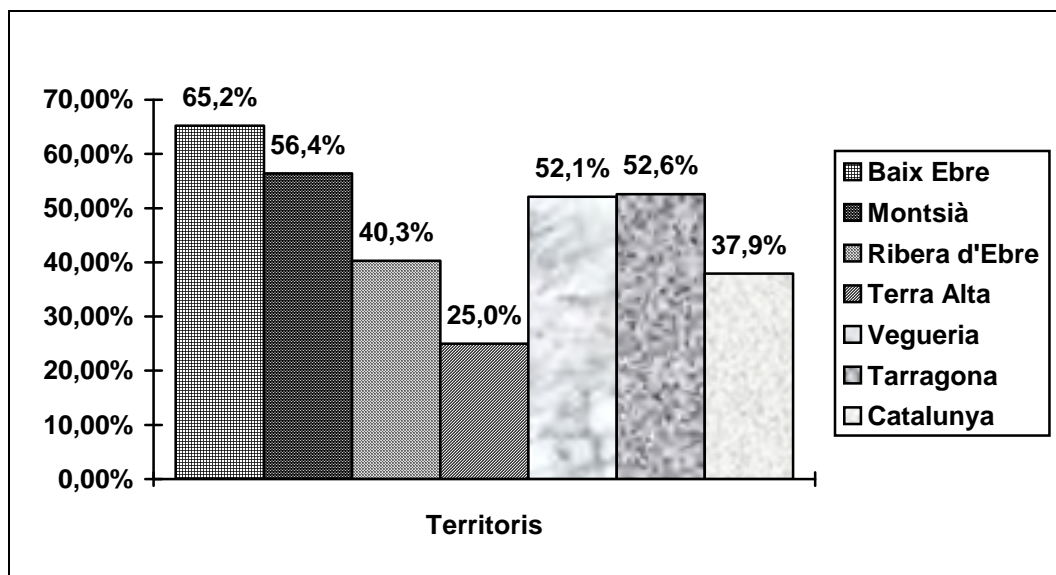 70,00%
60,00%
50,00%
40,00%
30,00%
20,00%
10,00%
0,00%
65,2%
56,4%
40,3%
25,0%
52,1%
52,6%
37,9%
Territoris
Baix Ebre
Montsià
Ribera d'Ebre
Terra Alta
Vegueria
Tarragona
Catalunya